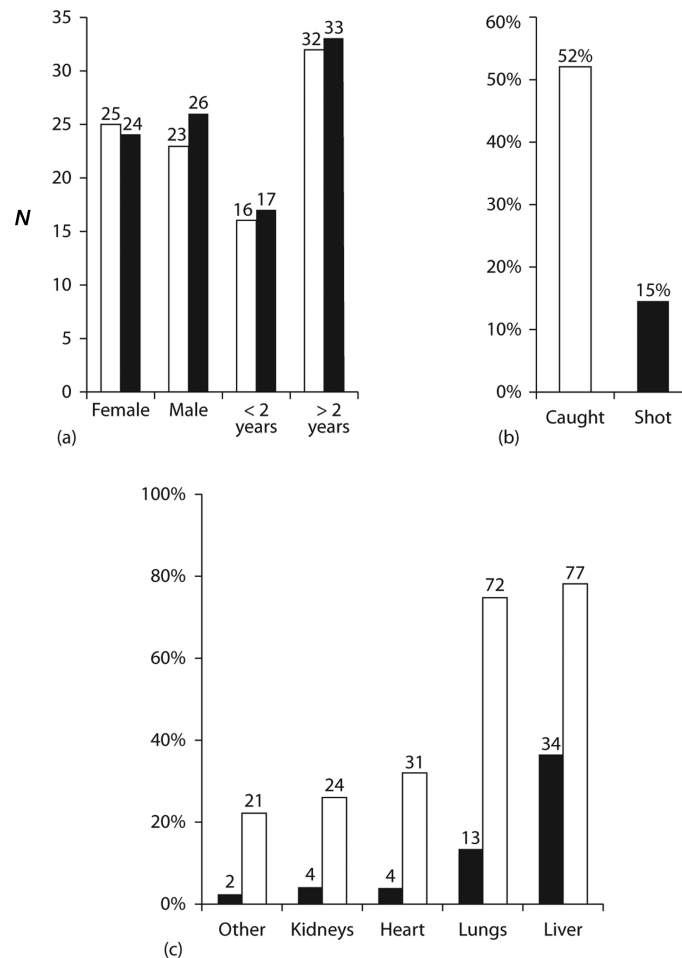 35
30
25
20
15
10
5
0
N
25
24
23
26
16
17
32
33
Female
Male
< 2
years
> 2
years
(a)
60%
50%
40%
30%
20%
10%
0%
52%
15%
Caught
Shot
(b)
100%
80%
60%
40%
20%
0%
2
21
4
24
4
31
13
72
34
77
Other
Kidneys
Heart
Lungs
Liver
(c)